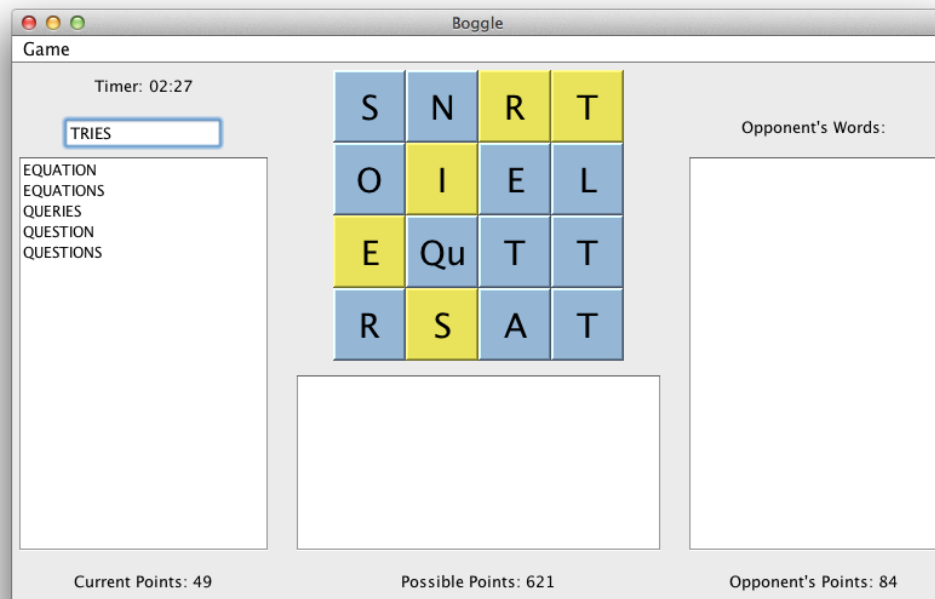 Boggle
Game
Timer: 02:27
TRIES
EQUATION
EQUATIONS
QUERIES
QUESTION
QUESTIONS
Current Points: 49
S N R T
O I E L
E Qu T T
R S A T
Possible Points: 621
Opponent's Words:
Opponent's Points: 84